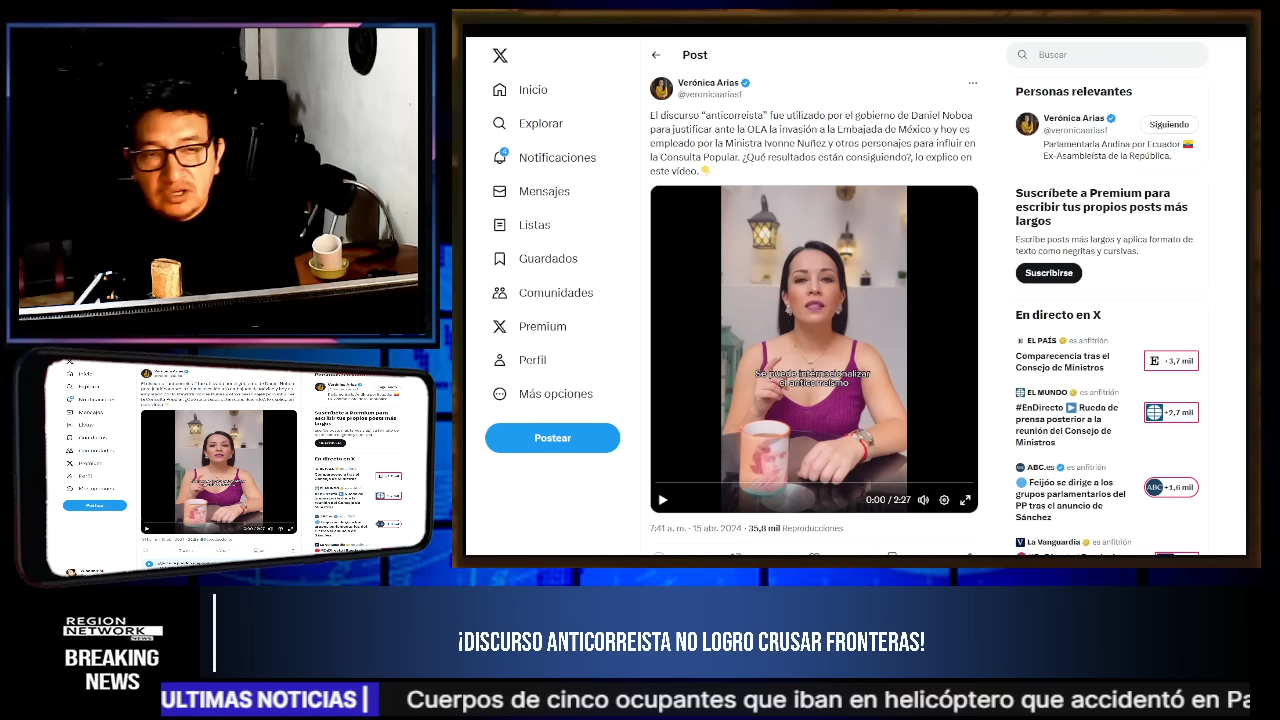 Inicio
Explorar
4
Notificaciones
Mensajes
Listas
Guardados
Comunidades
Premium
Perfil
Más opciones
Postear
Post
Verónica Arias
@veronicaariasf
El discurso “anticorreista” fue utilizado por el gobierno de Daniel Noboa
para justificar ante la OEA la invasión a la Embajada de México y hoy es
empleado por la Ministra Ivonne Nuñez y otros personajes para influir en
la Consulta Popular. ¿Qué resultados están consiguiendo?, lo explico en
este vídeo.
Se puede internacionalizar
el anticorreísmo
0:00 / 2:27
7:41 a. m. · 15 abr. 2024 · 35,8 mil Reproducciones
Buscar
Personas relevantes
Verónica Arias
@veronicaariasf
Siguiendo
Parlamentaria Andina por Ecuador
Ex-Asambleísta de la República.
Suscríbete a Premium para
escribir tus propios posts más
largos
Escribe posts más largos y aplica formato de
texto como negritas y cursivas.
Suscribirse
En directo en X
E EL PAÍS es anfitrión
Comparecencia tras el
Consejo de Ministros
E +3,7 mil
EL MUNDO es anfitrión
#EnDirecto Rueda de
prensa posterior a la
reunión del Consejo de
Ministros
+2,7 mil
ABC.es es anfitrión
Feijóo se dirige a los
grupos parlamentarios del
PP tras el anuncio de
Sánchez
ABC +1,6 mil
V La Vanguardia es anfitrión
REGION
NETWORK
NEWS
BREAKING
NEWS
¡DISCURSO ANTICORREISTA NO LOGRO CRUSAR FRONTERAS!
ULTIMAS NOTICIAS |
Cuerpos de cinco ocupantes que iban en helicóptero que accidentó en Pa